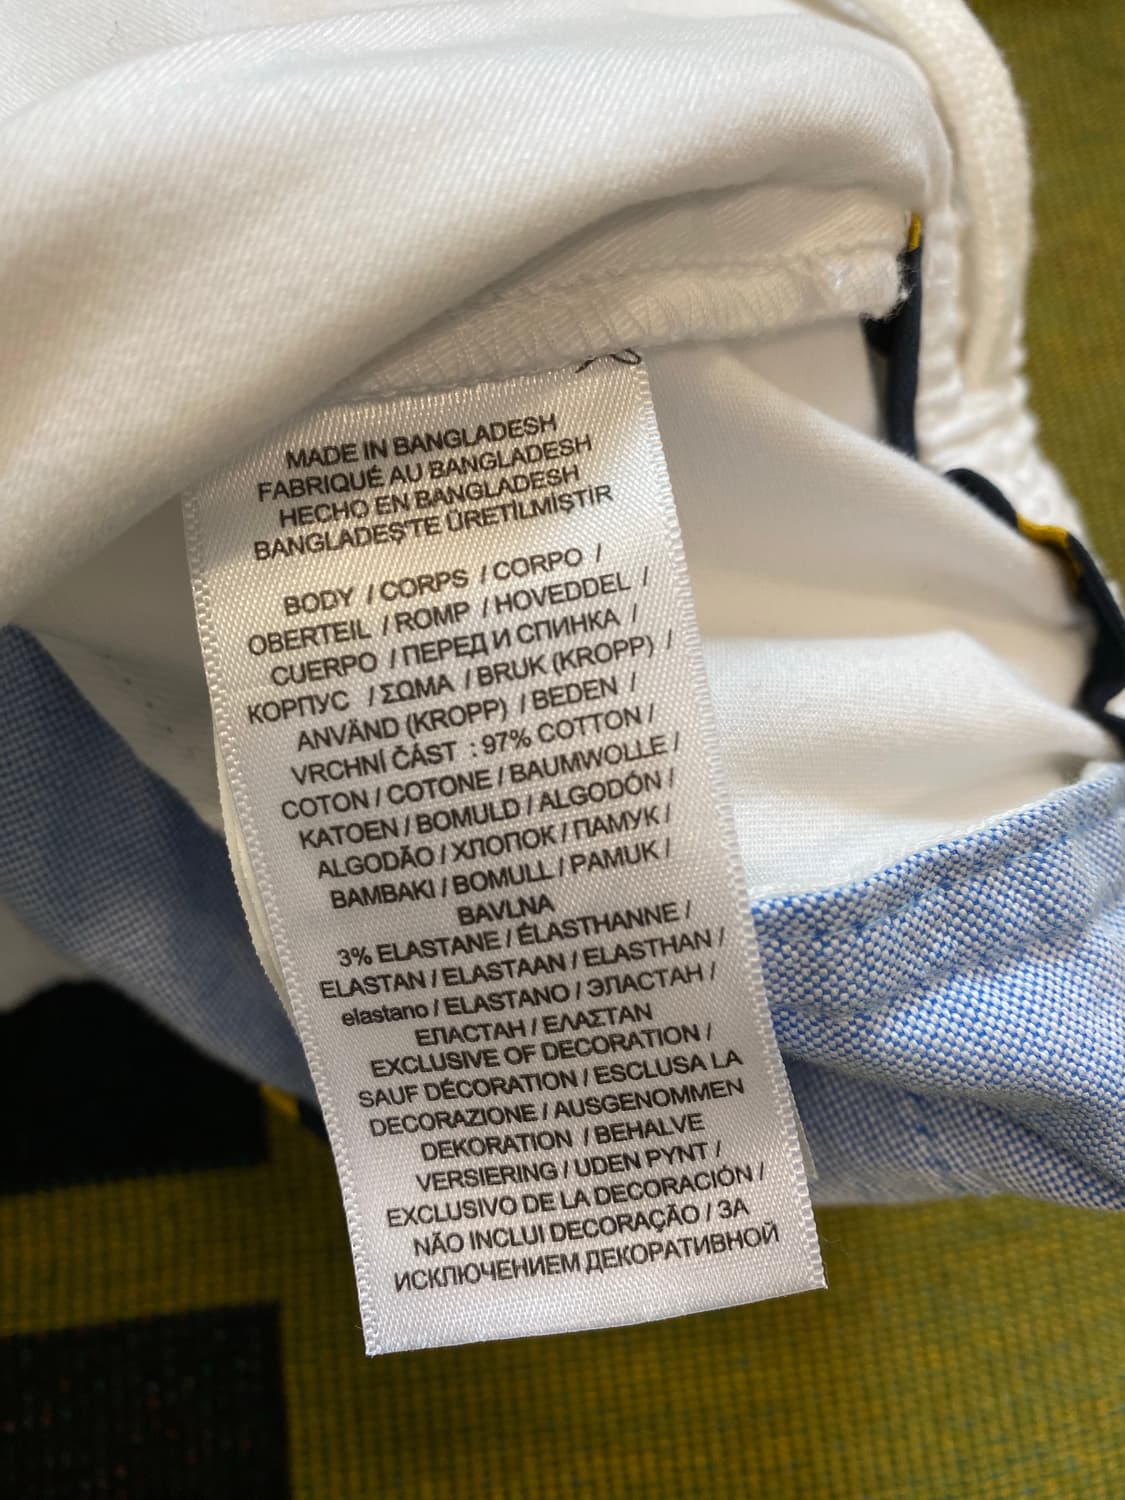 MADE IN BANGLADESH
FABRIQUÉ AU BANGLADESH
HECHO EN BANGLADESH
BANGLADEŞ'TE ÜRETİLMİŞTİR
BODY / CORPS / CORPO /
OBERTEIL / ROMP / HOVEDDEL /
CUERPO / ПЕРЕД И СПИНКА /
КОРПУС / ΣΩΜΑ / BRUK (KROPP) /
ANVÄND (KROPP) / BEDEN /
VRCHNÍ ČÁST : 97% COTTON /
COTON / COTONE / BAUMWOLLE /
KATOEN / BOMULD / ALGODÓN /
ALGODÃO / ХЛОПОК / ПАМУК /
BAMBAKI / BOMULL / PAMUK /
BAVLNA
3% ELASTANE / ÉLASTHANNE /
ELASTAN / ELASTAAN / ELASTHAN /
elastano / ELASTANO / ЭЛАСТАН /
ЕЛАСТАН / ΕΛΑΣΤΑΝ
EXCLUSIVE OF DECORATION /
SAUF DÉCORATION / ESCLUSA LA
DECORAZIONE / AUSGENOMMEN
DEKORATION / BEHALVE
VERSIERING / UDEN PYNT /
EXCLUSIVO DE LA DECORACIÓN /
NÃO INCLUI DECORAÇÃO / ЗА
ИСКЛЮЧЕНИЕМ ДЕКОРАТИВНОЙ